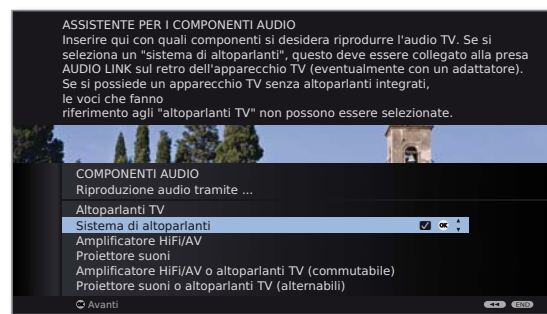 ASSISTENTE PER I COMPONENTI AUDIO
Inserire qui con quali componenti si desidera riprodurre l'audio TV. Se si
seleziona un "sistema di altoparlanti", questo deve essere collegato alla presa
AUDIO LINK sul retro dell'apparecchio TV (eventualmente con un adattatore).
Se si possiede un apparecchio TV senza altoparlanti integrati,
le voci che fanno
riferimento agli "altoparlanti TV" non possono essere selezionate.
COMPONENTI AUDIO
Riproduzione audio tramite ...
Altoparlanti TV
Sistema di altoparlanti OK
Amplificatore HiFi/AV
Proiettore suoni
Amplificatore HiFi/AV o altoparlanti TV (commutabile)
Proiettore suoni o altoparlanti TV (alternabili)
OK Avanti END